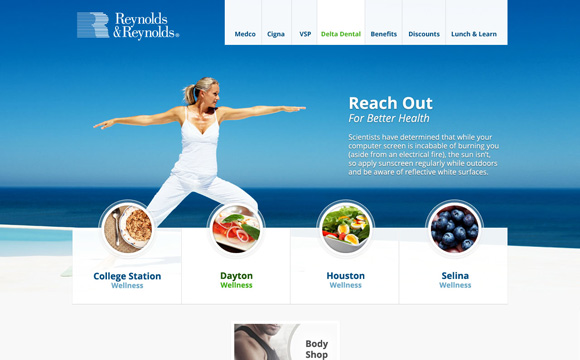 Reynolds
&Reynolds®
Medco Cigna VSP Delta Dental Benefits Discounts Lunch & Learn
Reach Out
For Better Health
Scientists have determined that while your
computer screen is incabable of burning you
(aside from an electrical fire), the sun isn't,
so apply sunscreen regularly while outdoors
and be aware of reflective white surfaces.
College Station
Wellness
Dayton
Wellness
Houston
Wellness
Selina
Wellness
Body
Shop